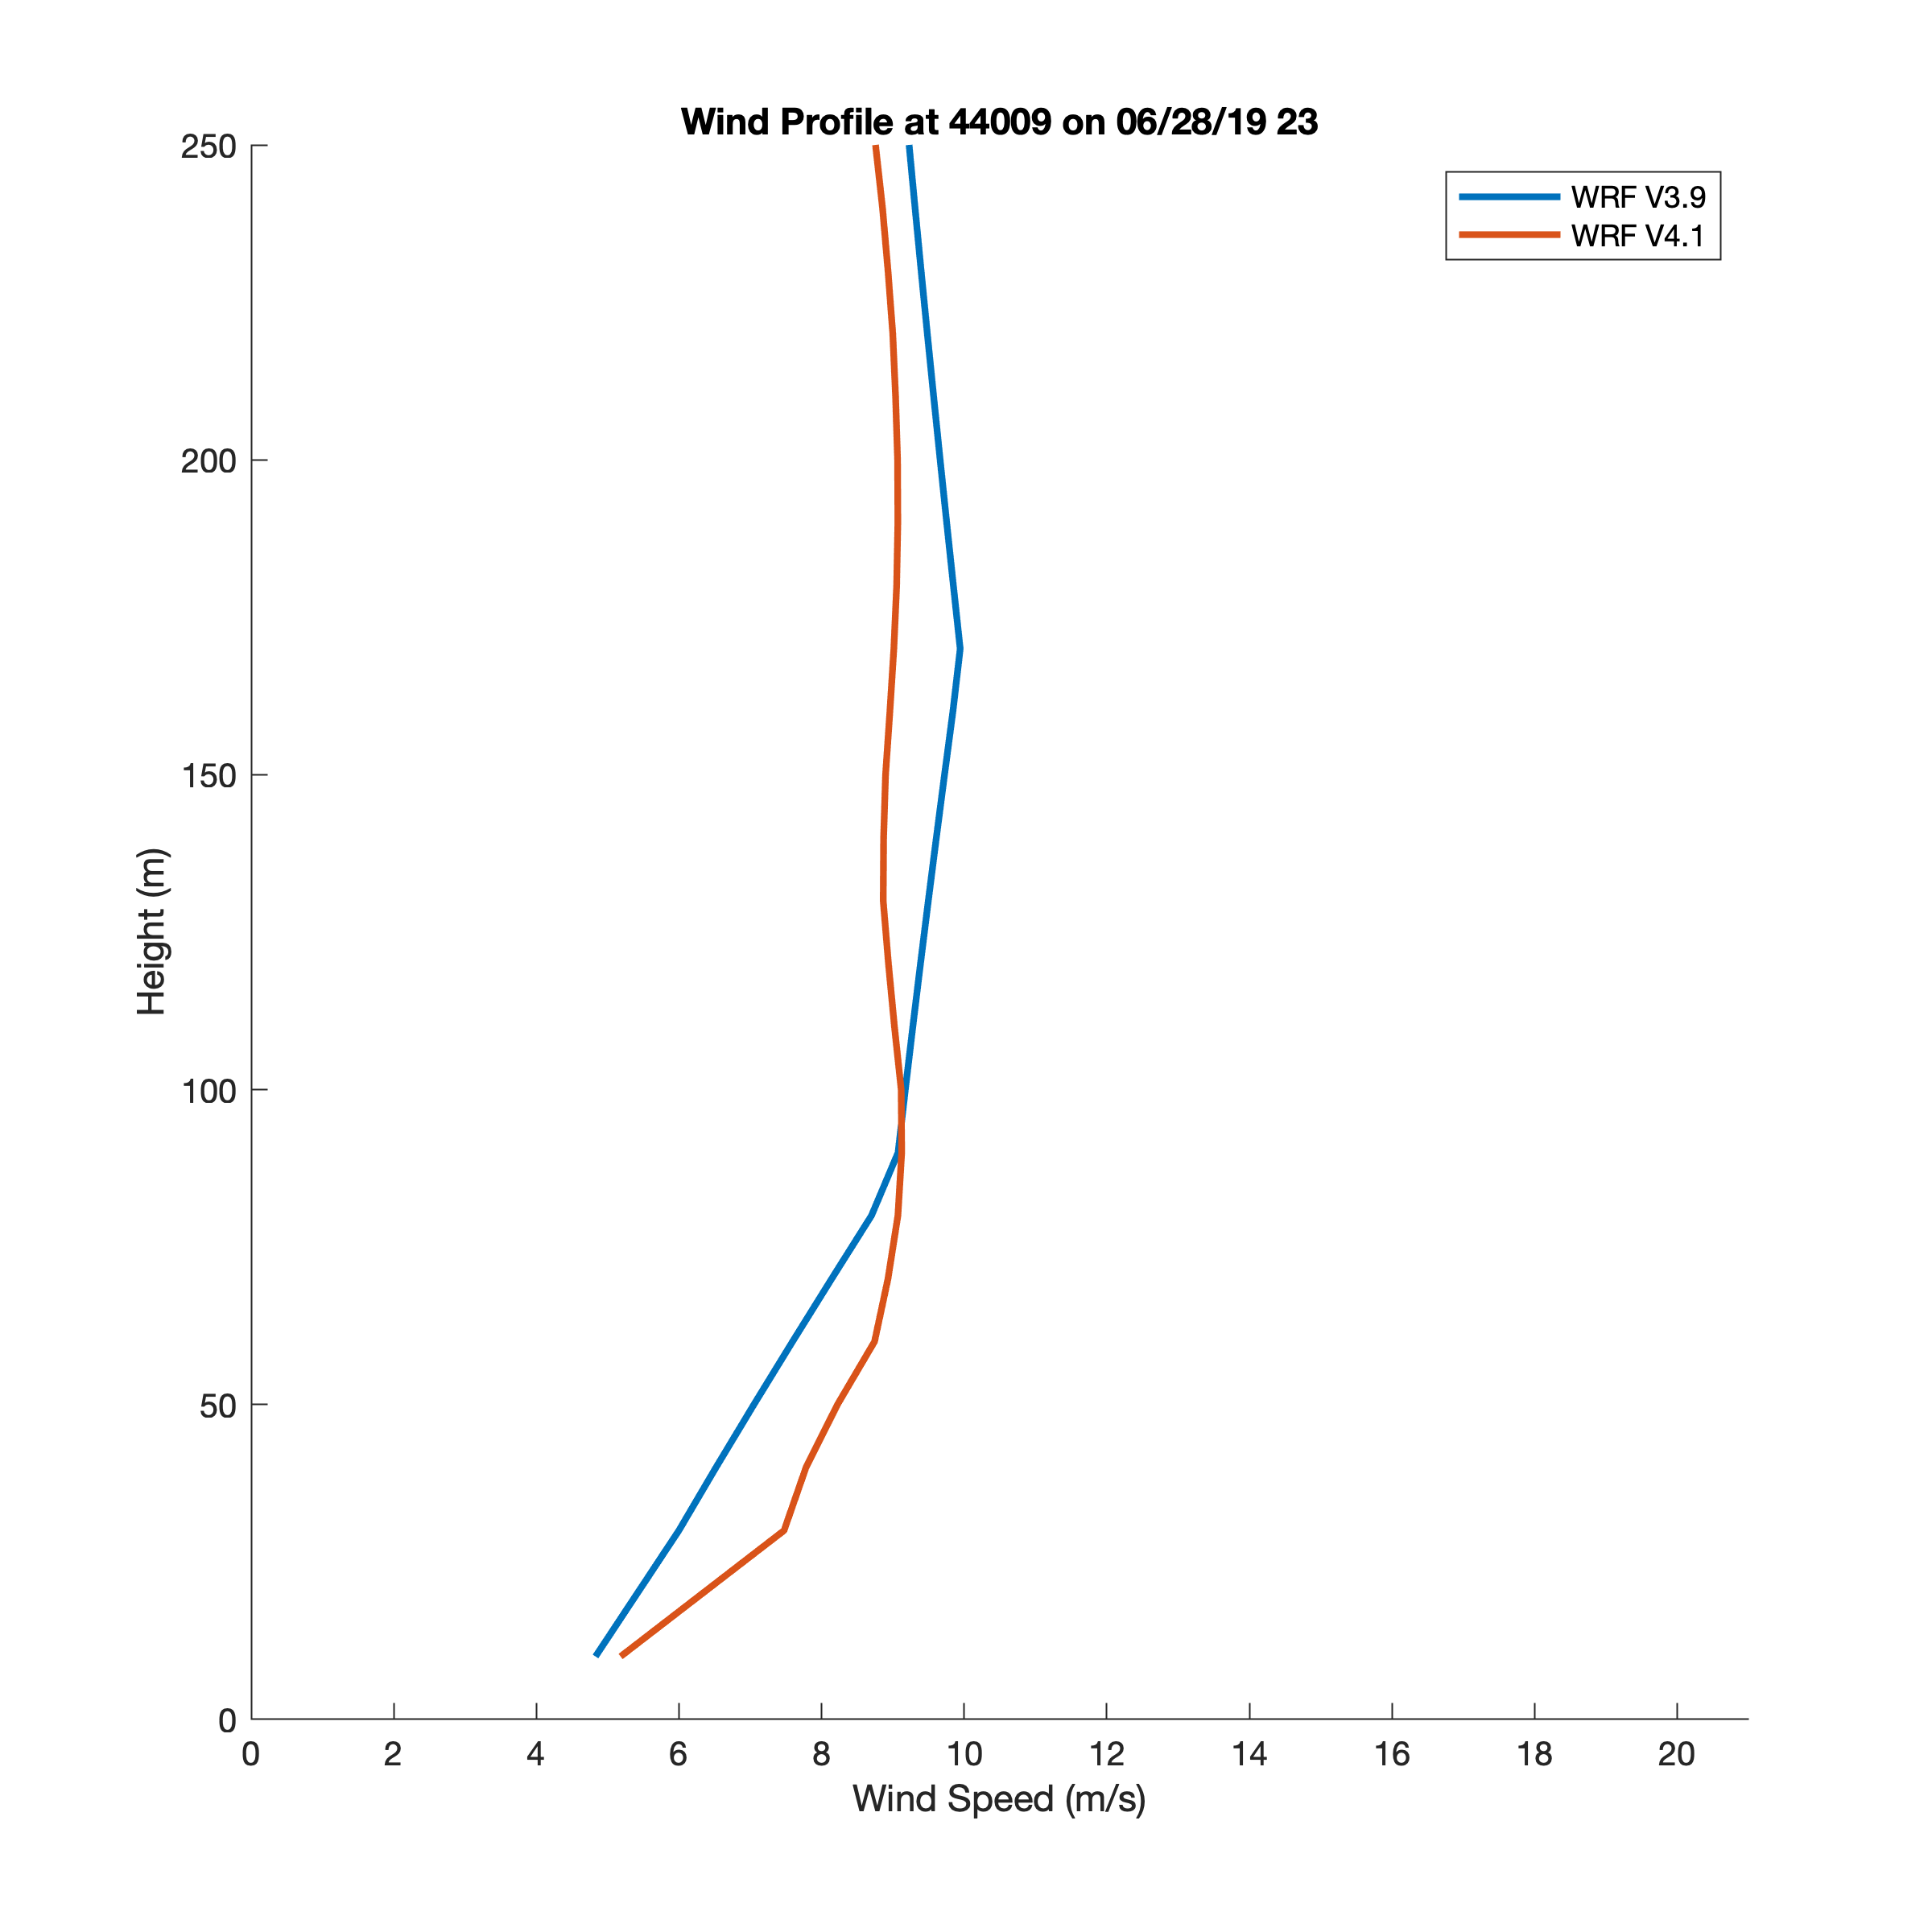 Wind Profile at 44009 on 06/28/19 23
250
WRF V3.9
WRF V4.1
200
150
Height (m)
100
50
0
0 2 4 6 8 10 12 14 16 18 20
Wind Speed (m/s)